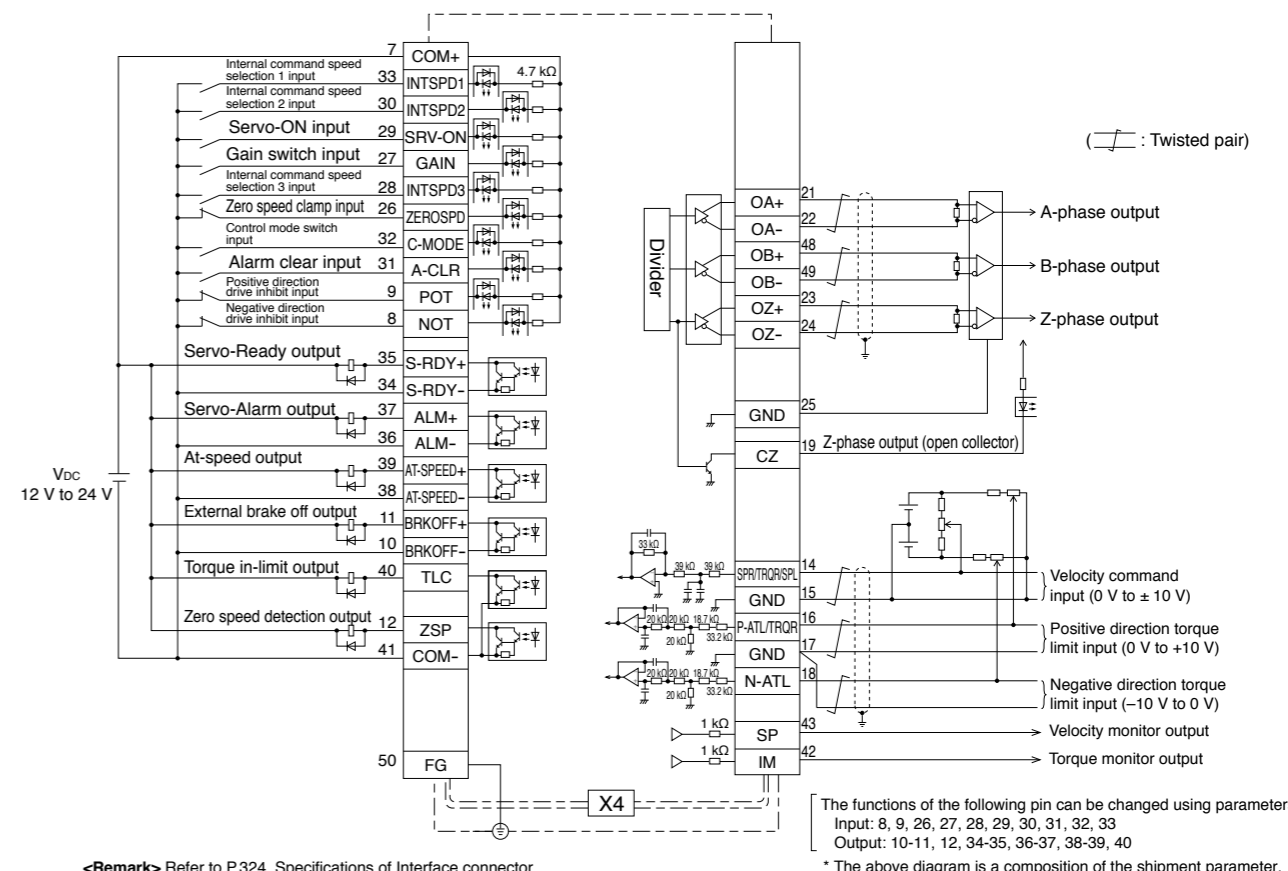 7 COM+
Internal command speed
selection 1 input 33 INTSPD1 4.7 kΩ
Internal command speed
selection 2 input 30 INTSPD2
Servo-ON input 29 SRV-ON
Gain switch input 27 GAIN
Internal command speed
selection 3 input 28 INTSPD3
Zero speed clamp input 26 ZEROSPD
Control mode switch
input 32 C-MODE
Alarm clear input 31 A-CLR
Positive direction
drive inhibit input 9 POT
Negative direction
drive inhibit input 8 NOT
Servo-Ready output 35 S-RDY+
34 S-RDY-
Servo-Alarm output 37 ALM+
36 ALM-
At-speed output 39 AT-SPEED+
38 AT-SPEED-
External brake off output 11 BRKOFF+
10 BRKOFF-
Torque in-limit output 40 TLC
Zero speed detection output 12 ZSP
41 COM-
VDC
12 V to 24 V
50 FG
X4
( : Twisted pair)
Divider
OA+ 21
OA- 22
A-phase output
OB+ 48
OB- 49
B-phase output
OZ+ 23
OZ- 24
Z-phase output
GND 25
CZ 19 Z-phase output (open collector)
33 kΩ
39 kΩ 39 kΩ SPR/TRQR/SPL 14
GND 15
Velocity command
input (0 V to ± 10 V)
20 kΩ 20 kΩ 18.7 kΩ P-ATL/TRQR 16
20 kΩ 33.2 kΩ
GND 17
Positive direction torque
limit input (0 V to +10 V)
20 kΩ 20 kΩ 18.7 kΩ N-ATL 18
20 kΩ 33.2 kΩ
Negative direction torque
limit input (–10 V to 0 V)
1 kΩ SP 43 Velocity monitor output
1 kΩ IM 42 Torque monitor output
The functions of the following pin can be changed using parameter
Input: 8, 9, 26, 27, 28, 29, 30, 31, 32, 33
Output: 10-11, 12, 34-35, 36-37, 38-39, 40
* The above diagram is a composition of the shipment parameter.
<Remark> Refer to P.324, Specifications of Interface connector.